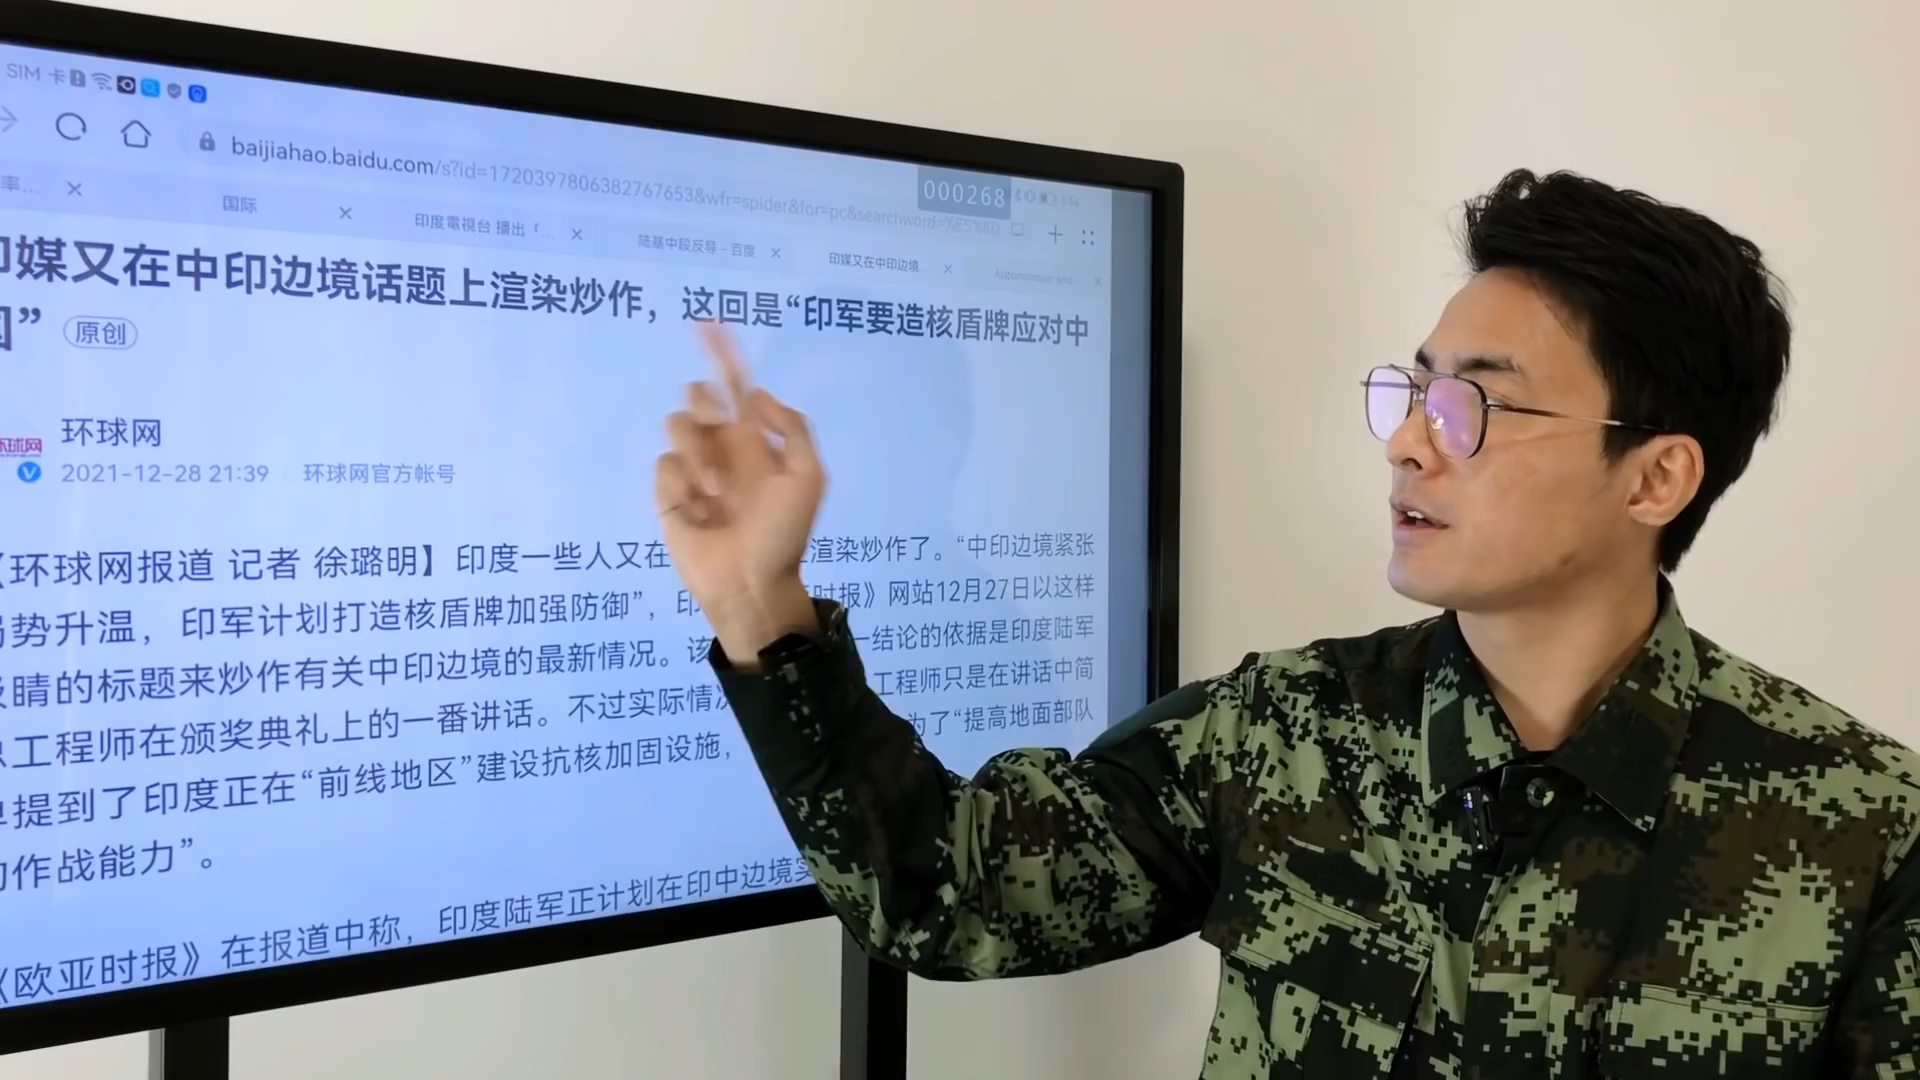 SIM 卡
baijiahao.baidu.com/s?id=1720397806382767653&wfr=spider&for=pc&searchword=%E5%8D
000268
率...
国际
印度電視台 播出「...
陆基中段反导 - 百度
印媒又在中印边境...
Autonomous and
印媒又在中印边境话题上渲染炒作，这回是“印军要造核盾牌应对中
国” 原创
环球网
环球网
2021-12-28 21:39 环球网官方帐号
【环球网报道 记者 徐璐明】印度一些人又在 渲染炒作了。“中印边境紧张
局势升温，印军计划打造核盾牌加强防御”，印 时报》网站12月27日以这样
吸睛的标题来炒作有关中印边境的最新情况。该 一结论的依据是印度陆军
总工程师在颁奖典礼上的一番讲话。不过实际情况 工程师只是在讲话中简
单提到了印度正在“前线地区”建设抗核加固设施， 为了“提高地面部队
的作战能力”。
《欧亚时报》在报道中称，印度陆军正计划在印中边境实